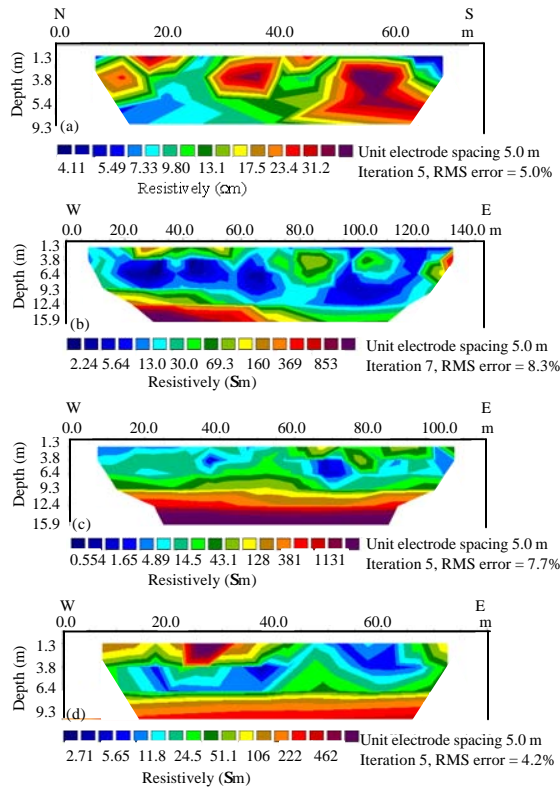 N S
0.0 20.0 40.0 60.0 m
Depth (m)
1.3
3.8
5.4
9.3
(a)
4.11 5.49 7.33 9.80 13.1 17.5 23.4 31.2
Resistively (Ωm)
Unit electrode spacing 5.0 m
Iteration 5, RMS error = 5.0%
W E
0.0 20.0 40.0 60.0 80.0 100.0 120.0 140.0 m
Depth (m)
1.3
3.8
6.4
9.3
12.4
15.9
(b)
2.24 5.64 13.0 30.0 69.3 160 369 853
Resistively (Sm)
Unit electrode spacing 5.0 m
Iteration 7, RMS error = 8.3%
W E
0.0 20.0 40.0 60.0 80.0 100.0 m
Depth (m)
1.3
3.8
6.4
9.3
12.4
15.9
(c)
0.554 1.65 4.89 14.5 43.1 128 381 1131
Resistively (Sm)
Unit electrode spacing 5.0 m
Iteration 5, RMS error = 7.7%
W E
0.0 20.0 40.0 60.0 m
Depth (m)
1.3
3.8
6.4
9.3
(d)
2.71 5.65 11.8 24.5 51.1 106 222 462
Resistively (Sm)
Unit electrode spacing 5.0 m
Iteration 5, RMS error = 4.2%